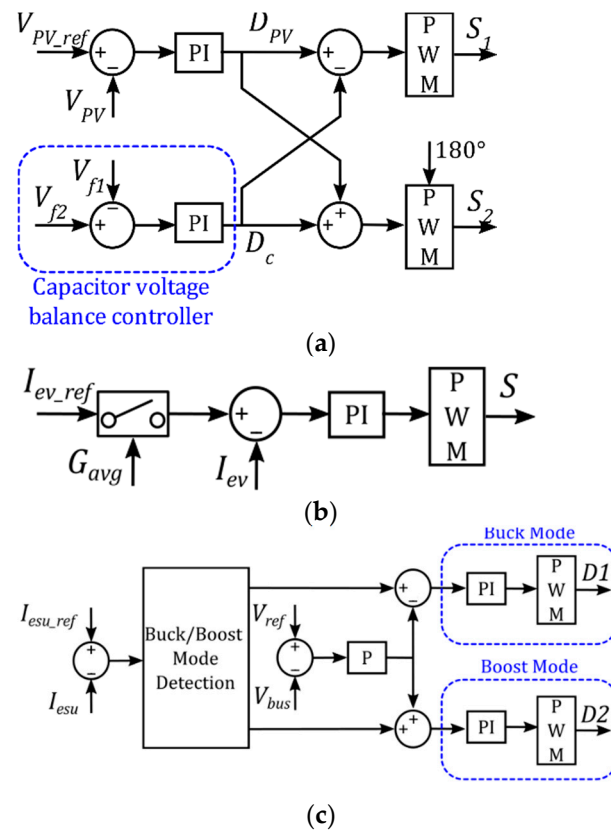 V_PV_ref
+
−
V_PV
PI
D_PV
+
−
P
W
M
S_1
V_f1
V_f2
−
+
PI
D_c
+
+
180°
P
W
M
S_2
Capacitor voltage
balance controller
(a)
I_ev_ref
G_avg
+
−
I_ev
PI
P
W
M
S
(b)
Buck Mode
I_esu_ref
+
−
I_esu
Buck/Boost
Mode
Detection
V_ref
+
−
V_bus
P
+
−
PI
P
W
M
D1
Boost Mode
+
+
PI
P
W
M
D2
(c)